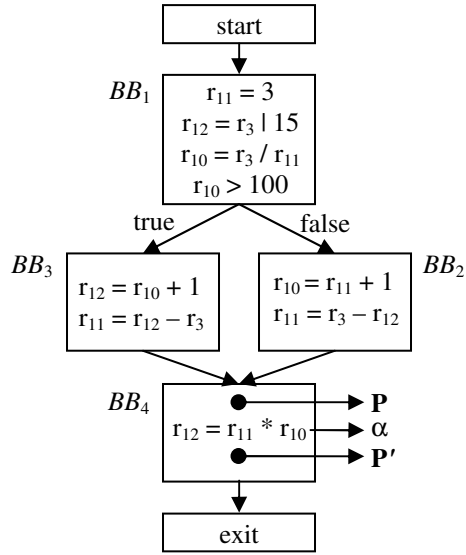 start
BB₁
r₁₁ = 3
r₁₂ = r₃ | 15
r₁₀ = r₃ / r₁₁
r₁₀ > 100
true
false
BB₃
r₁₂ = r₁₀ + 1
r₁₁ = r₁₂ – r₃
BB₂
r₁₀ = r₁₁ + 1
r₁₁ = r₃ – r₁₂
BB₄
P
r₁₂ = r₁₁ * r₁₀
α
P′
exit